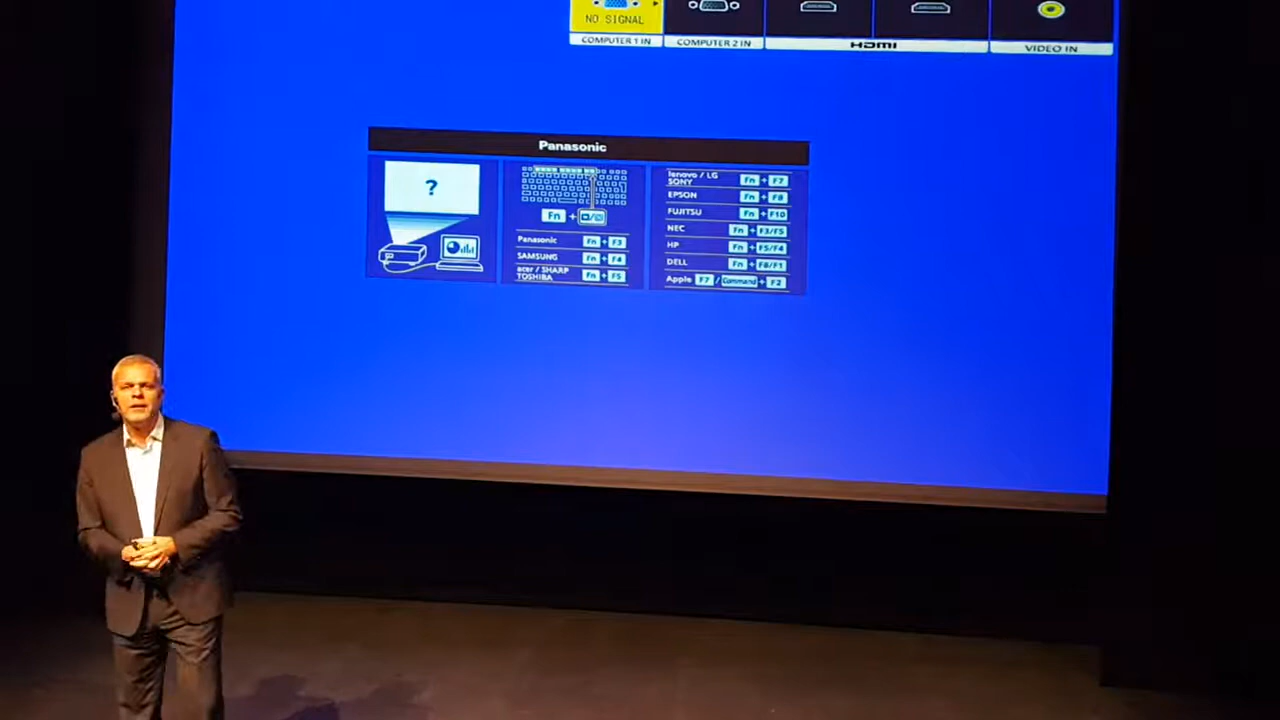 NO SIGNAL
COMPUTER 1 IN
COMPUTER 2 IN
HDMI
VIDEO IN
Panasonic
?
Fn +
Panasonic Fn + F3
SAMSUNG Fn + F4
acer / SHARP
TOSHIBA Fn + F5
lenovo / LG
SONY Fn + F7
EPSON Fn + F8
FUJITSU Fn + F10
NEC Fn + F3/F5
HP Fn + F5/F4
DELL Fn + F8/F1
Apple F7 / Command + F2